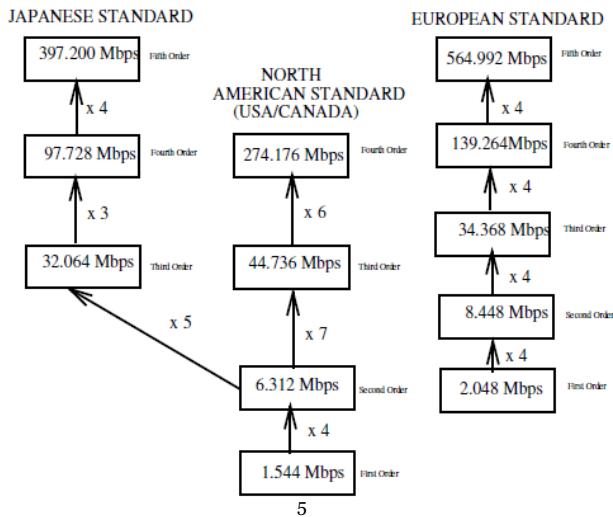 JAPANESE STANDARD
397.200 Mbps Fifth Order
x 4
97.728 Mbps Fourth Order
x 3
32.064 Mbps Third Order
x 5
NORTH
AMERICAN STANDARD
(USA/CANADA)
274.176 Mbps Fourth Order
x 6
44.736 Mbps Third Order
x 7
6.312 Mbps Second Order
x 4
1.544 Mbps First Order
EUROPEAN STANDARD
564.992 Mbps Fifth Order
x 4
139.264Mbps Fourth Order
x 4
34.368 Mbps Third Order
x 4
8.448 Mbps Second Order
x 4
2.048 Mbps First Order
5